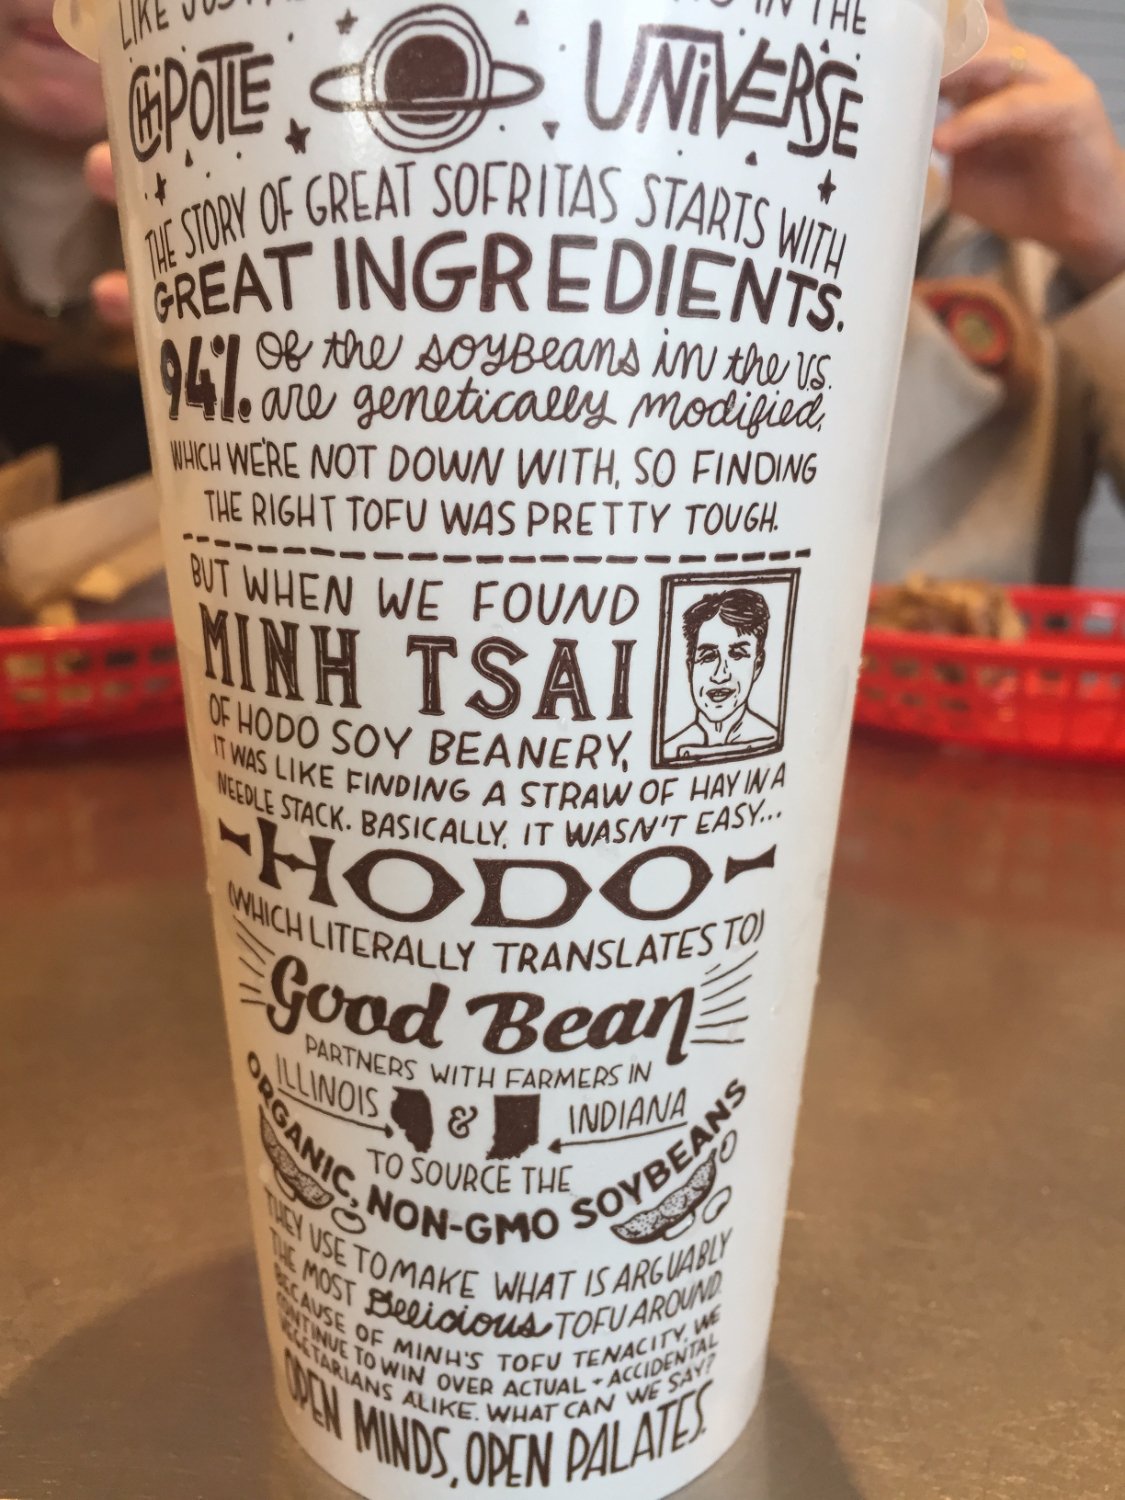 LIKE JUST IN THE
CHIPOTLE UNIVERSE
THE STORY OF GREAT SOFRITAS STARTS WITH
GREAT INGREDIENTS.
94% of the soybeans in the U.S.
are genetically modified,
WHICH WE'RE NOT DOWN WITH, SO FINDING
THE RIGHT TOFU WAS PRETTY TOUGH.
BUT WHEN WE FOUND
MINH TSAI
OF HODO SOY BEANERY,
IT WAS LIKE FINDING A STRAW OF HAY IN A
NEEDLE STACK. BASICALLY, IT WASN'T EASY...
-HODO-
(WHICH LITERALLY TRANSLATES TO)
Good Bean
PARTNERS WITH FARMERS IN
ILLINOIS & INDIANA
TO SOURCE THE
ORGANIC, NON-GMO SOYBEANS
THEY USE TO MAKE WHAT IS ARGUABLY
THE MOST Delicious TOFU AROUND.
BECAUSE OF MINH'S TOFU TENACITY, WE
CONTINUE TO WIN OVER ACTUAL + ACCIDENTAL
VEGETARIANS ALIKE. WHAT CAN WE SAY?
OPEN MINDS, OPEN PALATES.